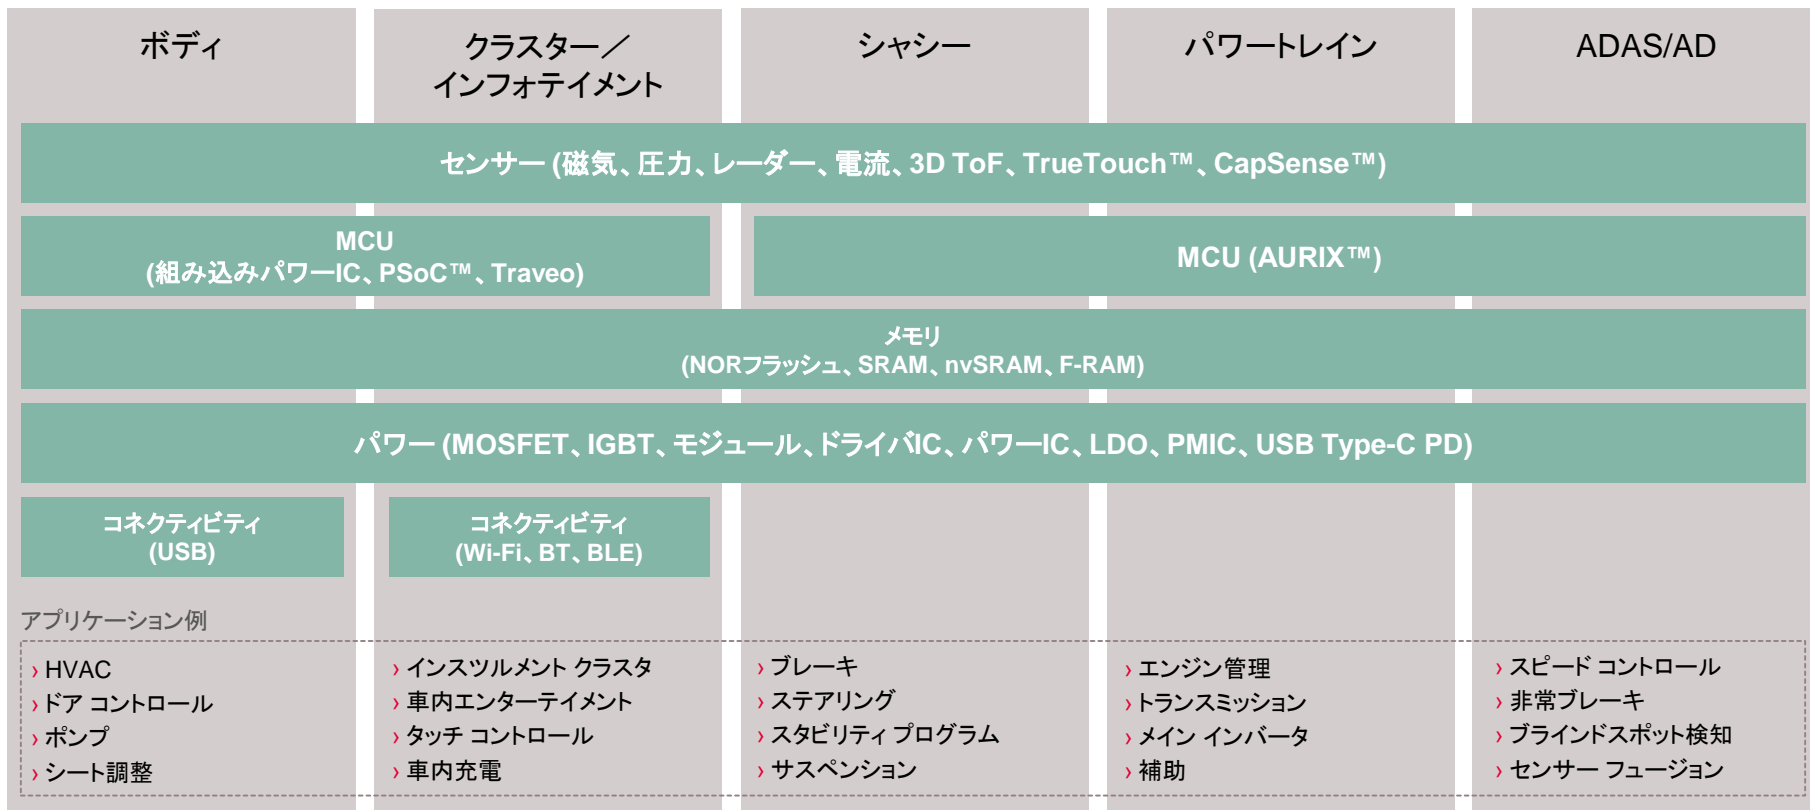 ボディ
クラスター／
インフォテイメント
シャシー
パワートレイン
ADAS/AD
センサー (磁気、圧力、レーダー、電流、3D ToF、TrueTouch™、CapSense™)
MCU
(組み込みパワーIC、PSoC™、Traveo)
MCU (AURIX™)
メモリ
(NORフラッシュ、SRAM、nvSRAM、F-RAM)
パワー (MOSFET、IGBT、モジュール、ドライバIC、パワーIC、LDO、PMIC、USB Type-C PD)
コネクティビティ
(USB)
コネクティビティ
(Wi-Fi、BT、BLE)
アプリケーション例
› HVAC
› ドア コントロール
› ポンプ
› シート調整
› インスツルメント クラスタ
› 車内エンターテイメント
› タッチ コントロール
› 車内充電
› ブレーキ
› ステアリング
› スタビリティ プログラム
› サスペンション
› エンジン管理
› トランスミッション
› メイン インバータ
› 補助
› スピード コントロール
› 非常ブレーキ
› ブラインドスポット検知
› センサー フュージョン